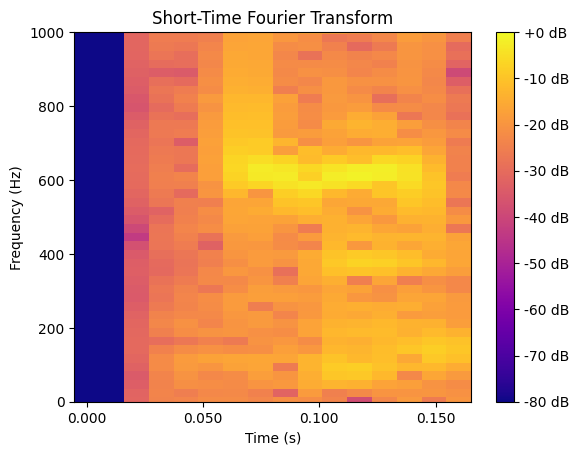 Short-Time Fourier Transform
1000
800
600
400
200
0
Frequency (Hz)
0.000
0.050
0.100
0.150
Time (s)
+0 dB
-10 dB
-20 dB
-30 dB
-40 dB
-50 dB
-60 dB
-70 dB
-80 dB